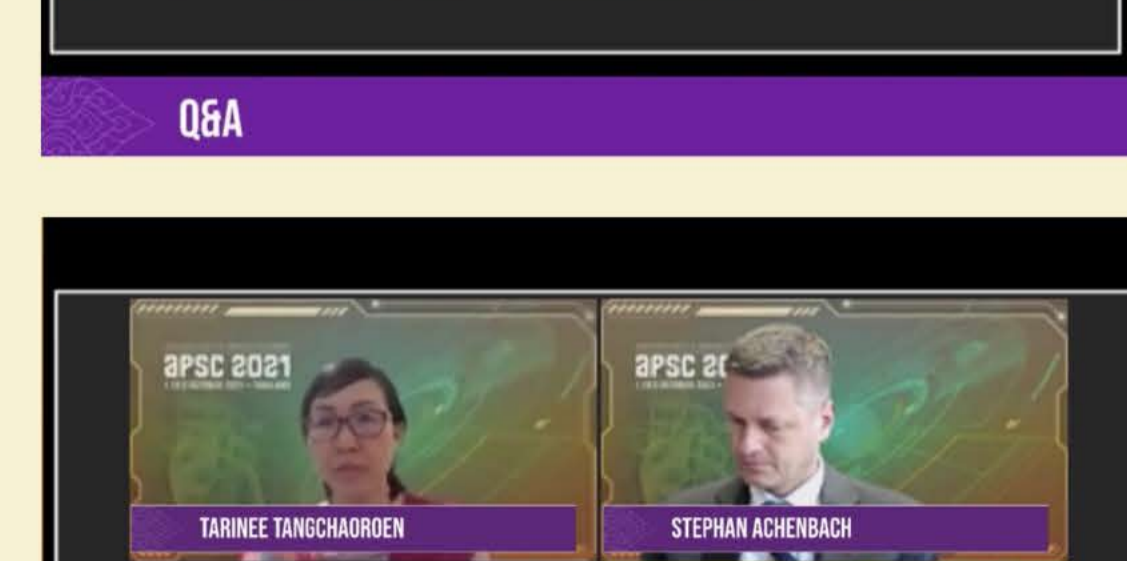 Q&A
aPSC 2021
aPSC 20
TARINEE TANGCHAOROEN
STEPHAN ACHENBACH